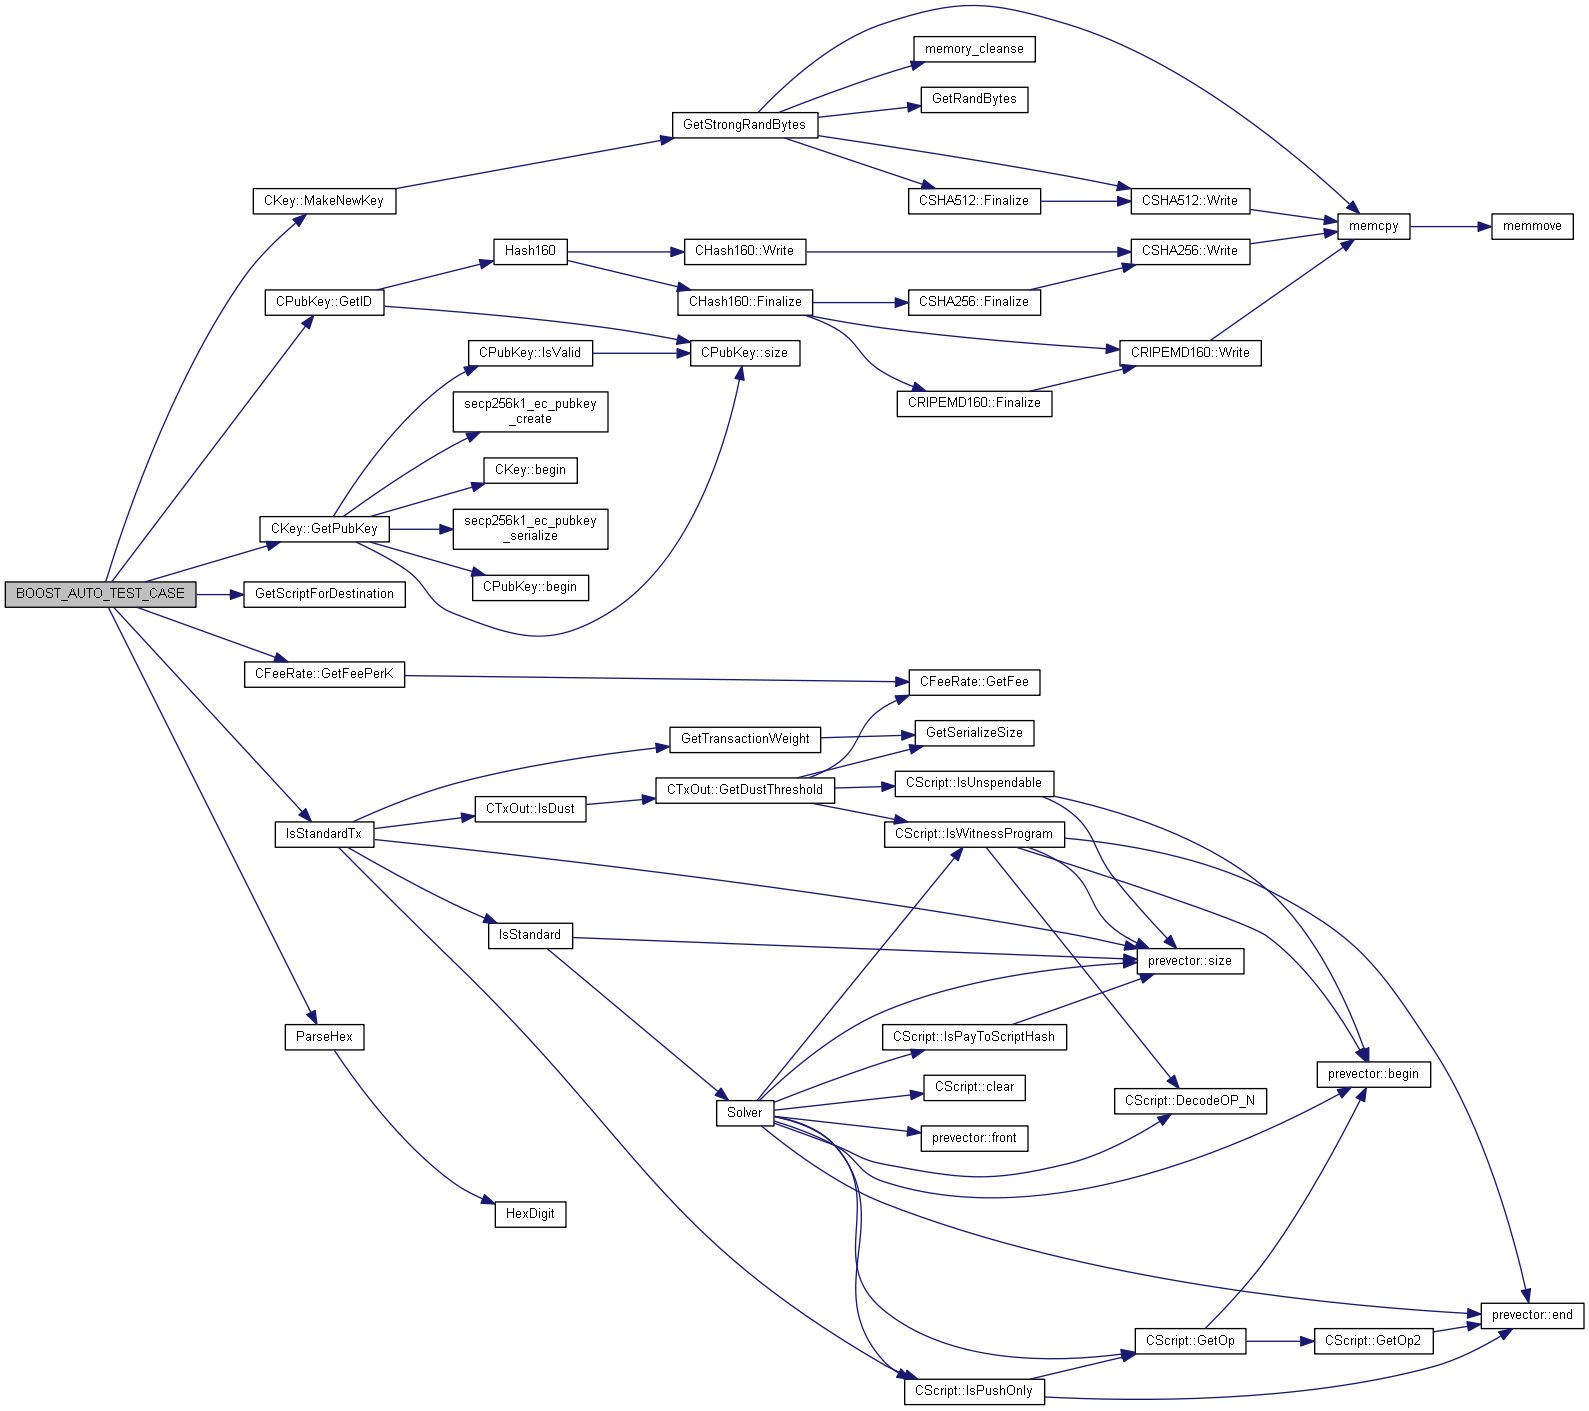 memory_cleanse
GetRandBytes
GetStrongRandBytes
CKey::MakeNewKey
CSHA512::Finalize
CSHA512::Write
memcpy
memmove
Hash160
CHash160::Write
CSHA256::Write
CPubKey::GetID
CHash160::Finalize
CSHA256::Finalize
CPubKey::IsValid
CPubKey::size
CRIPEMD160::Write
secp256k1_ec_pubkey
_create
CRIPEMD160::Finalize
CKey::begin
CKey::GetPubKey
secp256k1_ec_pubkey
_serialize
CPubKey::begin
BOOST_AUTO_TEST_CASE
GetScriptForDestination
CFeeRate::GetFeePerK
CFeeRate::GetFee
GetTransactionWeight
GetSerializeSize
CTxOut::GetDustThreshold
CScript::IsUnspendable
CTxOut::IsDust
IsStandardTx
CScript::IsWitnessProgram
IsStandard
prevector::size
ParseHex
CScript::IsPayToScriptHash
prevector::begin
CScript::clear
CScript::DecodeOP_N
Solver
prevector::front
HexDigit
prevector::end
CScript::GetOp
CScript::GetOp2
CScript::IsPushOnly